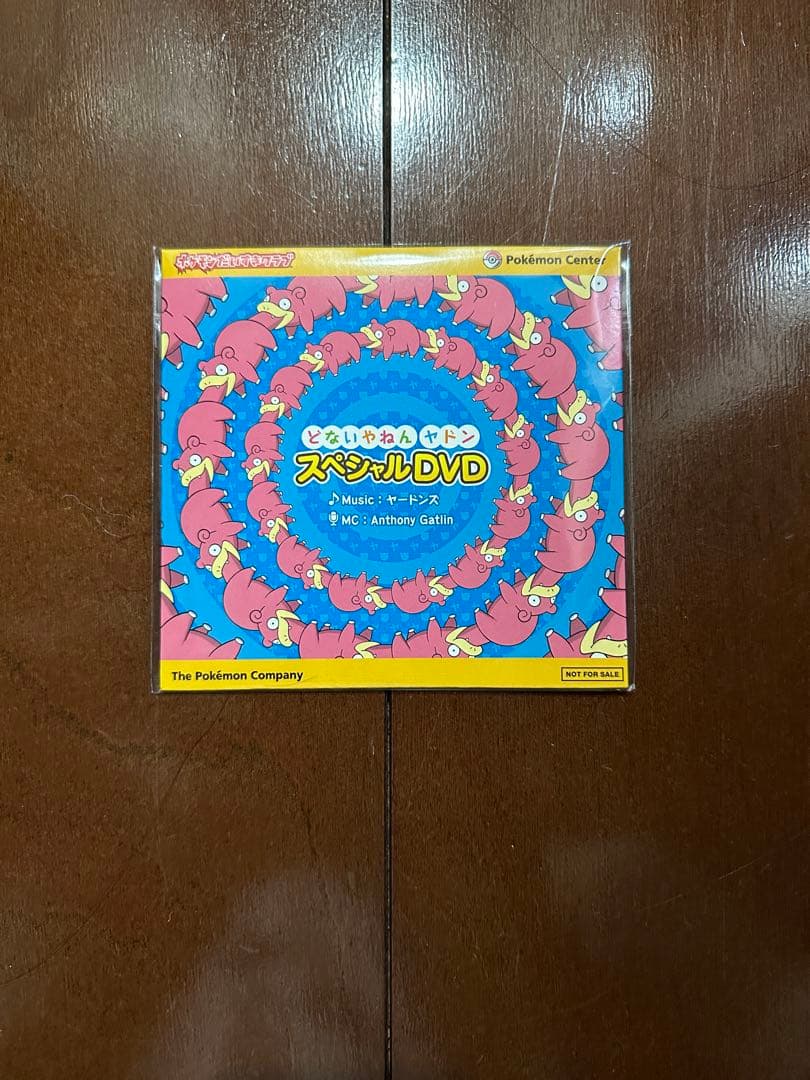 ポケモンだいすきクラブ
Pokémon Center
どないやねん ヤドン
スペシャルDVD
Music：ヤードンズ
MC：Anthony Gatlin
The Pokémon Company
NOT FOR SALE